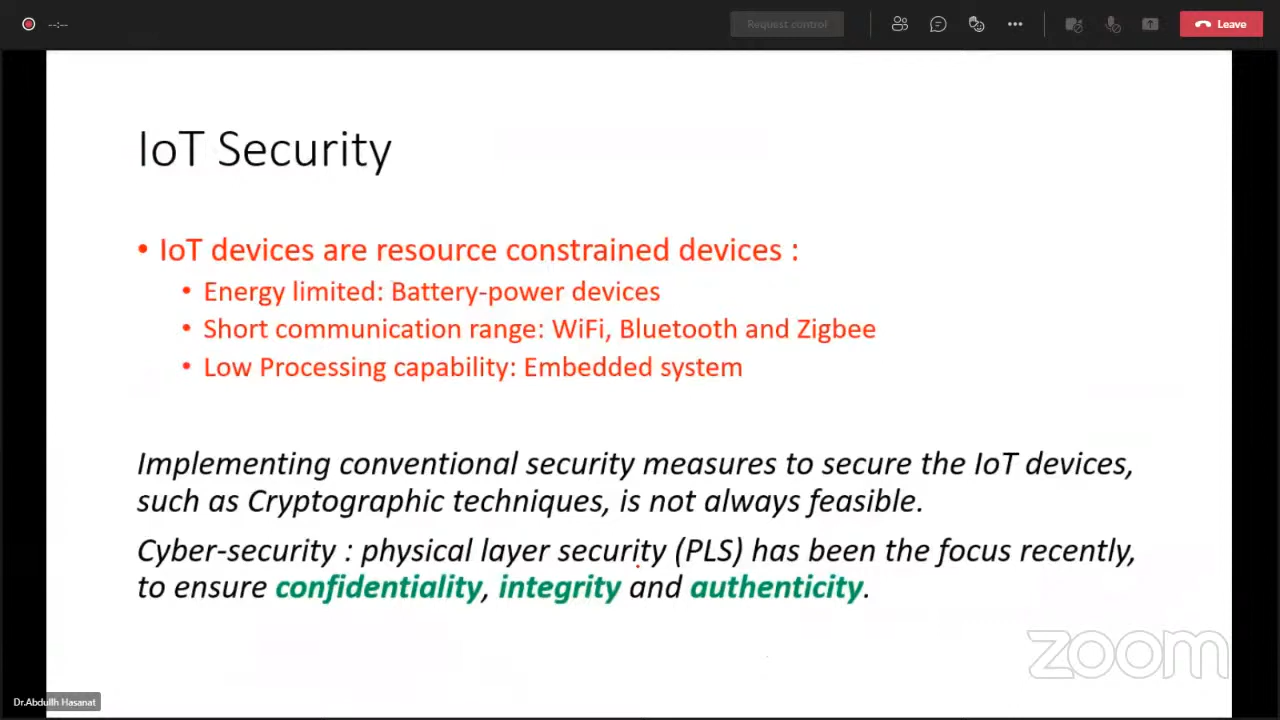 --:--
Request control
Leave
IoT Security
• IoT devices are resource constrained devices :
• Energy limited: Battery-power devices
• Short communication range: WiFi, Bluetooth and Zigbee
• Low Processing capability: Embedded system
Implementing conventional security measures to secure the IoT devices,
such as Cryptographic techniques, is not always feasible.
Cyber-security : physical layer security (PLS) has been the focus recently,
to ensure confidentiality, integrity and authenticity.
zoom
Dr.Abdullh Hasanat